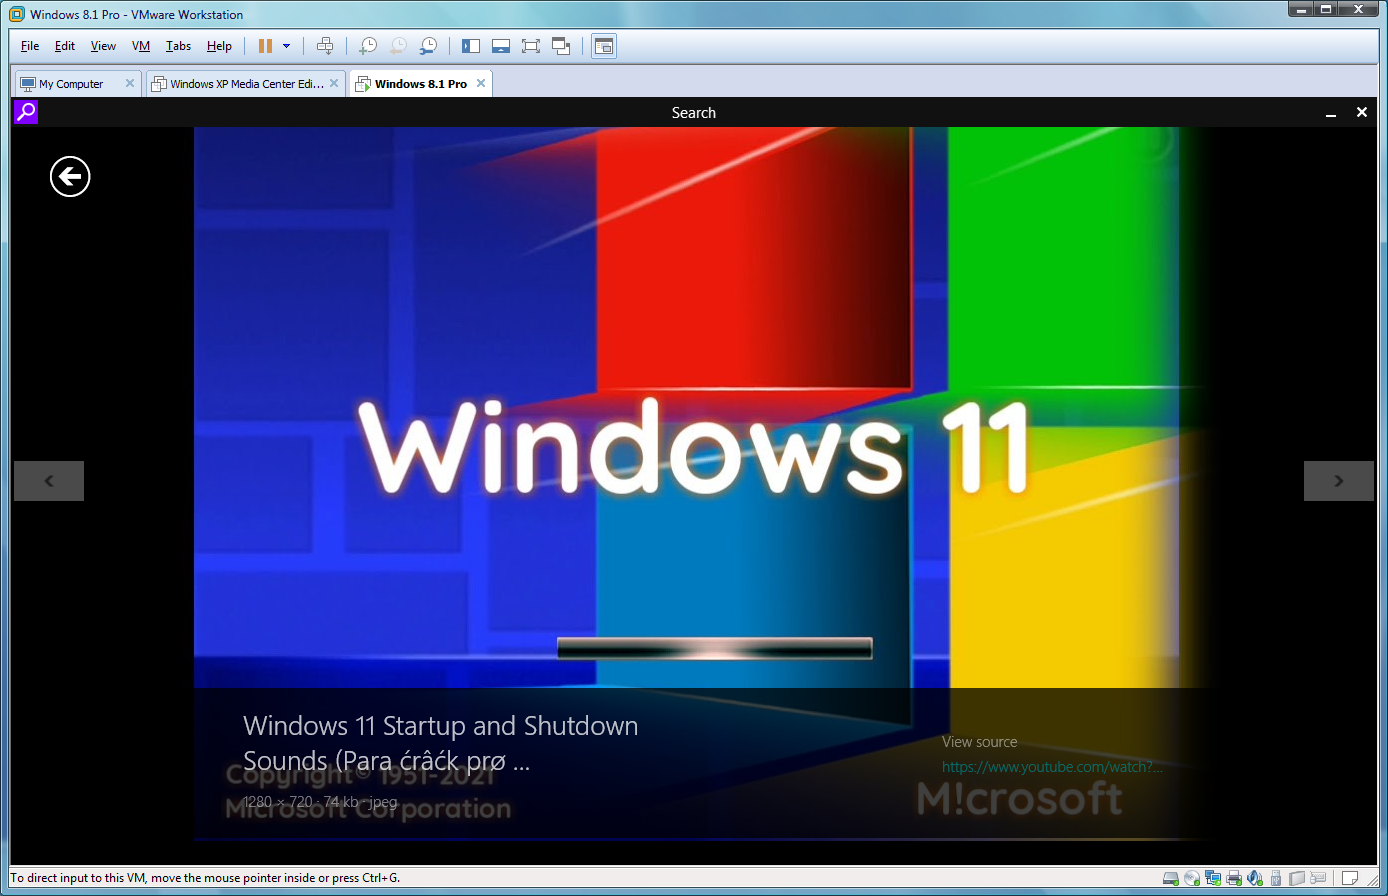 Windows 8.1 Pro - VMware Workstation
File Edit View VM Tabs Help
My Computer
Windows XP Media Center Edi...
Windows 8.1 Pro
Search
Windows 11
Windows 11 Startup and Shutdown
Sounds (Para ćrâćk prø ...
Copyright© 1951-2021
1280 × 720 · 74 kb · jpeg
Microsoft Corporation
View source
https://www.youtube.com/watch?...
M!crosoft
To direct input to this VM, move the mouse pointer inside or press Ctrl+G.